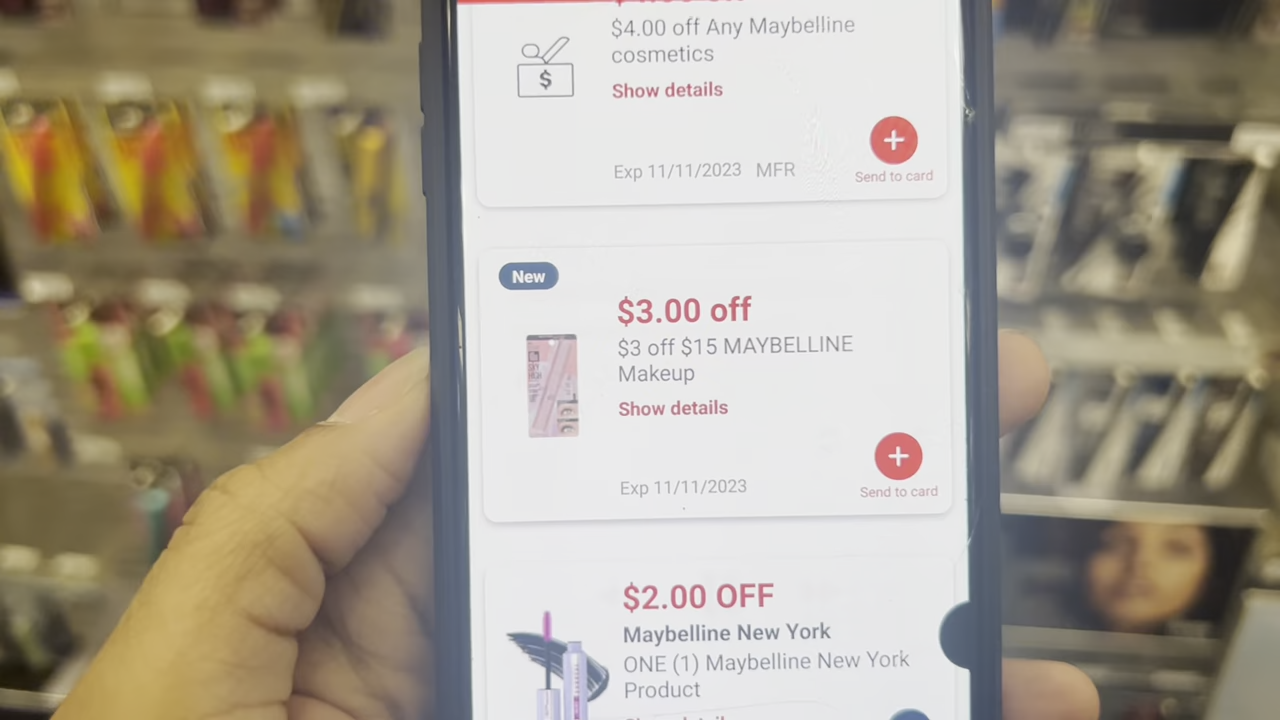 $4.00 off Any Maybelline
cosmetics
$
Show details
Exp 11/11/2023 MFR
Send to card
New
$3.00 off
$3 off $15 MAYBELLINE
Makeup
Show details
Exp 11/11/2023
Send to card
$2.00 OFF
Maybelline New York
ONE (1) Maybelline New York
Product